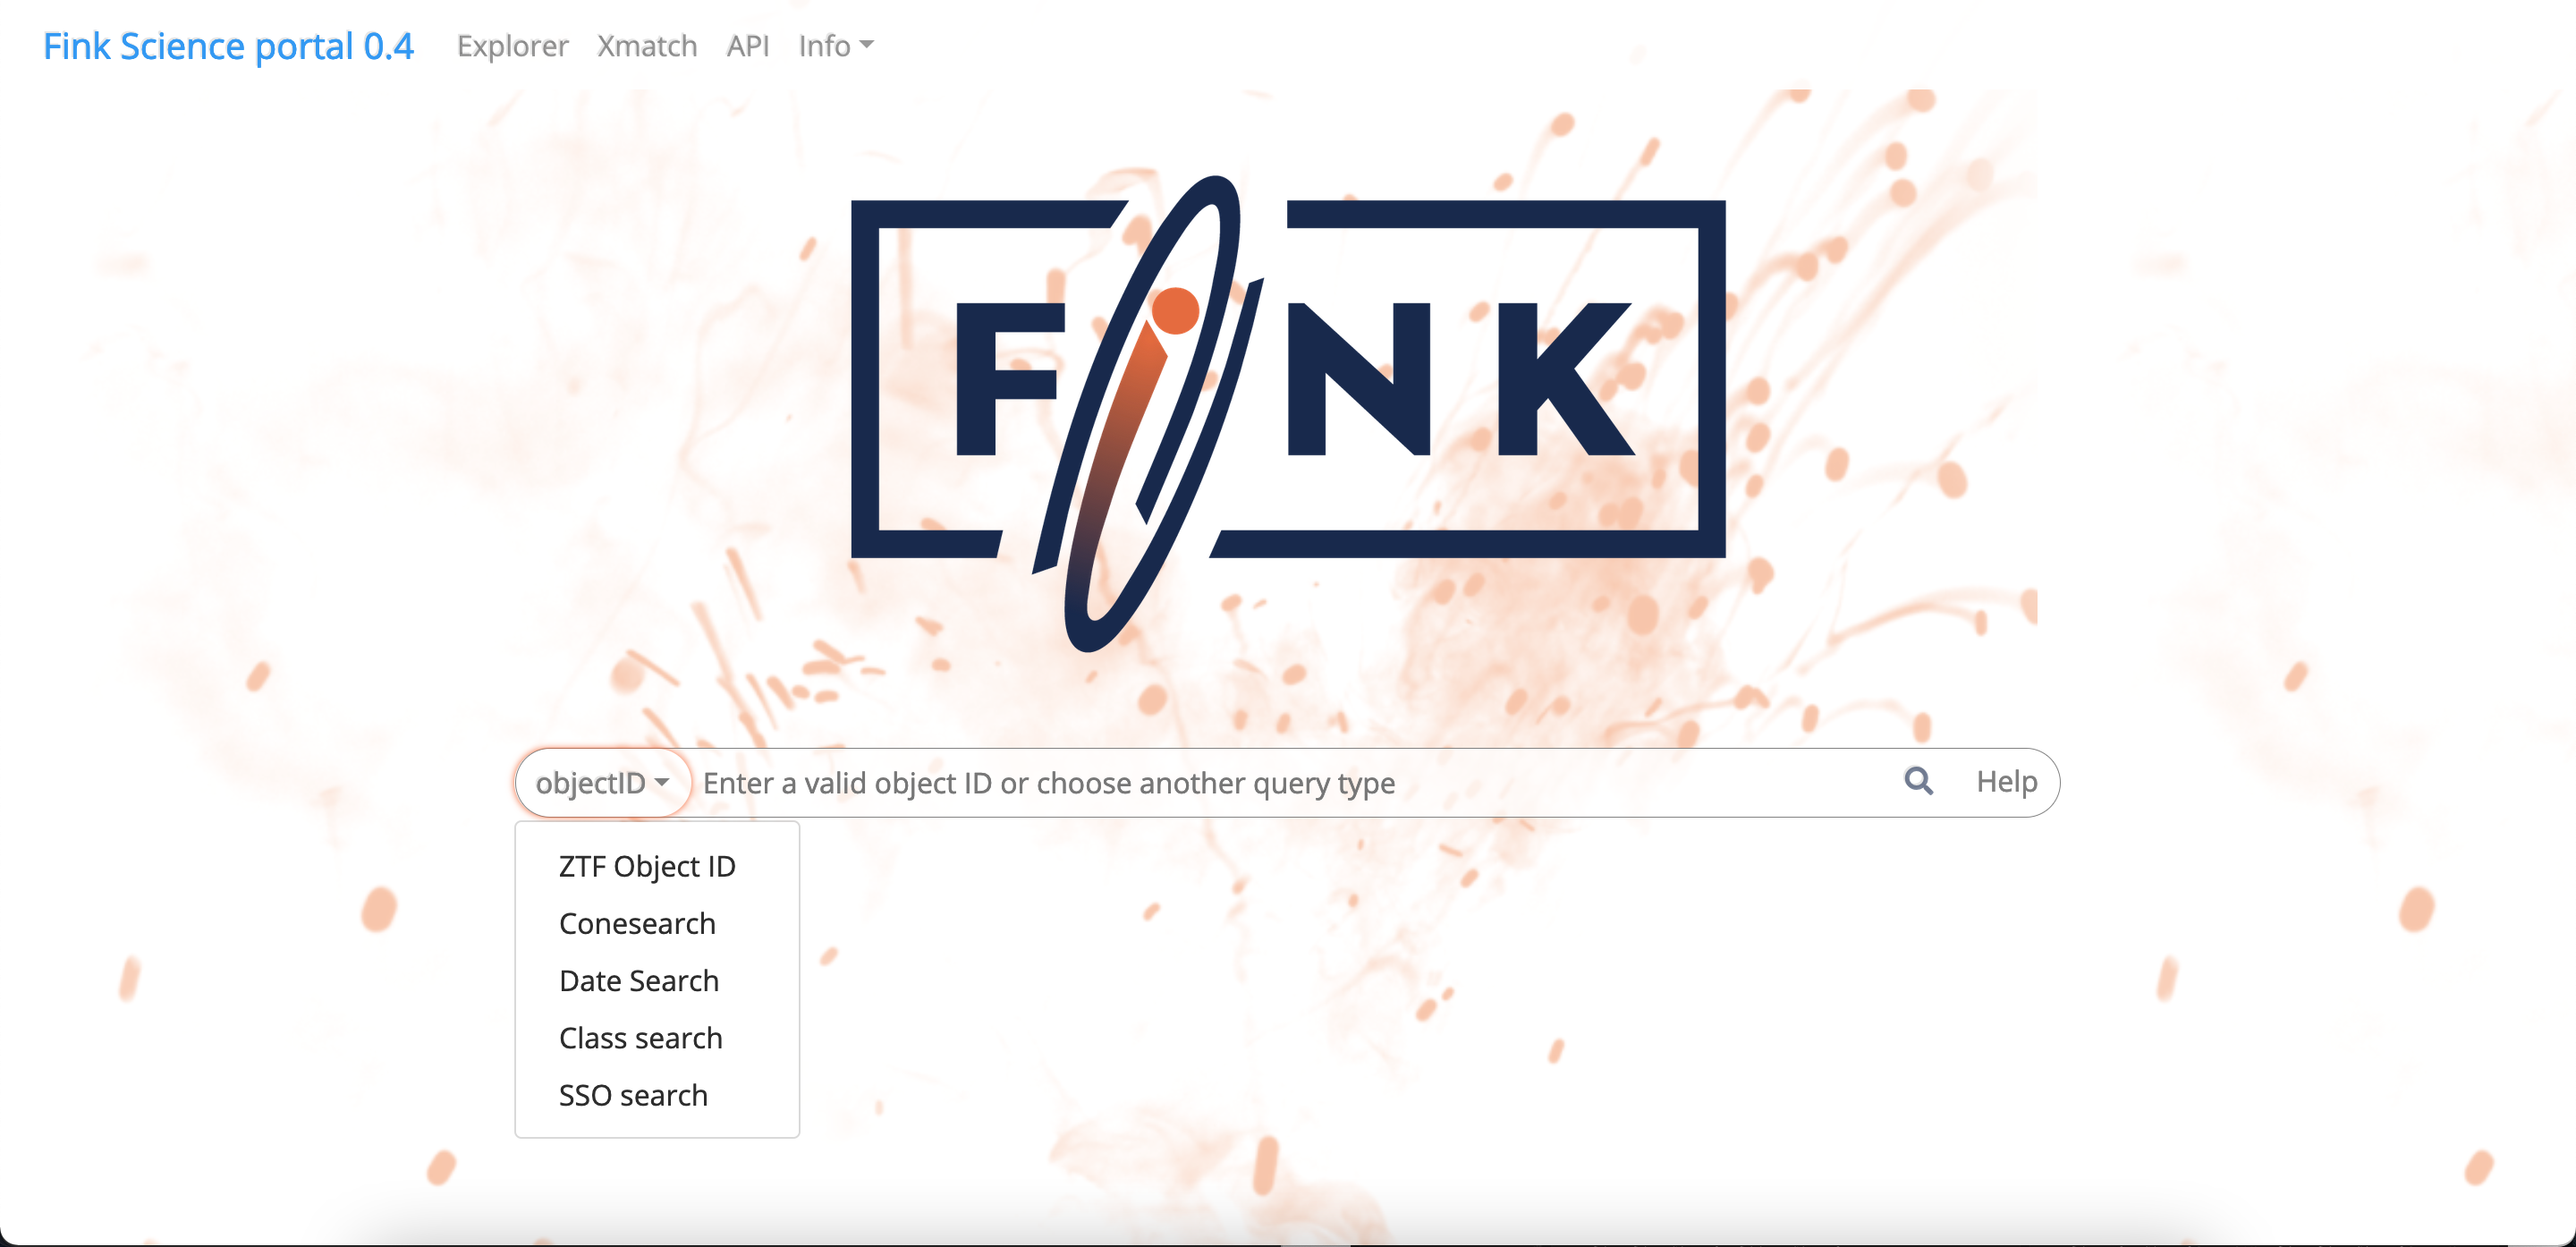 Fink Science portal 0.4 Explorer Xmatch API Info
FiNK
objectID Enter a valid object ID or choose another query type Help
ZTF Object ID
Conesearch
Date Search
Class search
SSO search